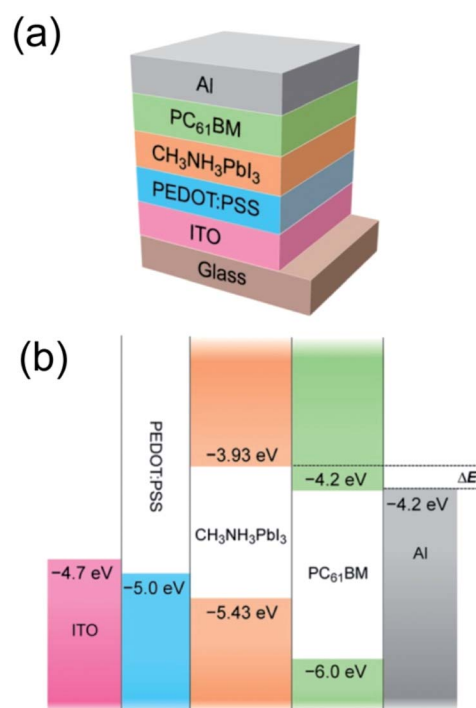 (a)
Al
PC₆₁BM
CH₃NH₃PbI₃
PEDOT:PSS
ITO
Glass
(b)
PEDOT:PSS
−3.93 eV
−4.2 eV
ΔE
−4.2 eV
CH₃NH₃PbI₃
Al
−4.7 eV
PC₆₁BM
−5.0 eV
−5.43 eV
ITO
−6.0 eV